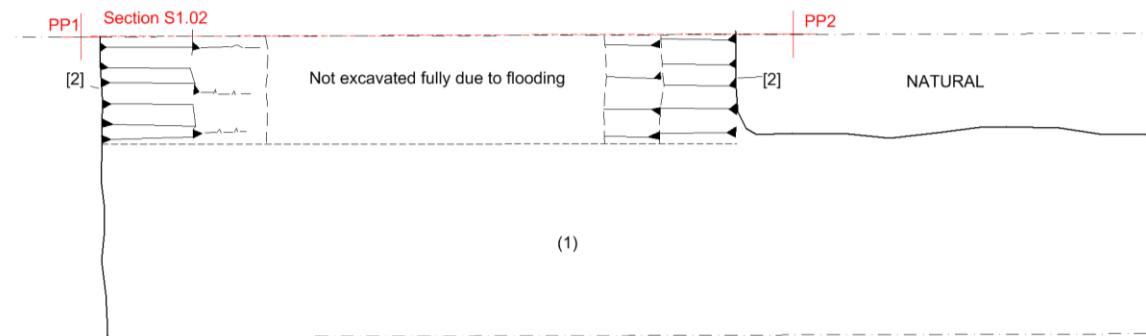 PP1
Section S1.02
PP2
[2]
Not excavated fully due to flooding
[2]
NATURAL
(1)